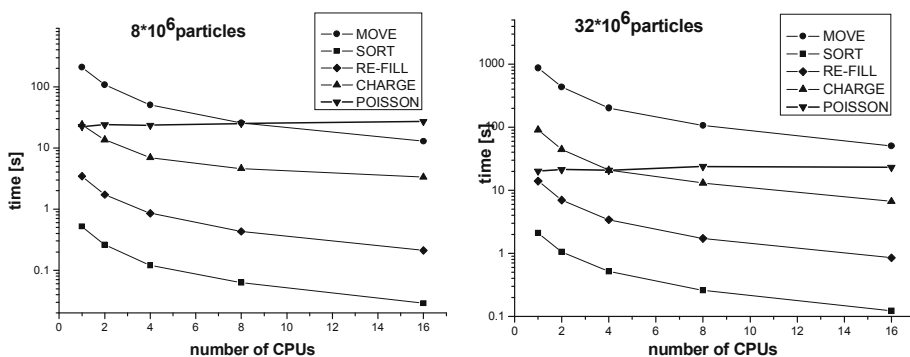 8*10⁶particles
MOVE
SORT
RE-FILL
CHARGE
POISSON
time [s]
100
10
1
0.1
0 2 4 6 8 10 12 14 16
number of CPUs
32*10⁶particles
MOVE
SORT
RE-FILL
CHARGE
POISSON
time [s]
1000
100
10
1
0.1
0 2 4 6 8 10 12 14 16
number of CPUs